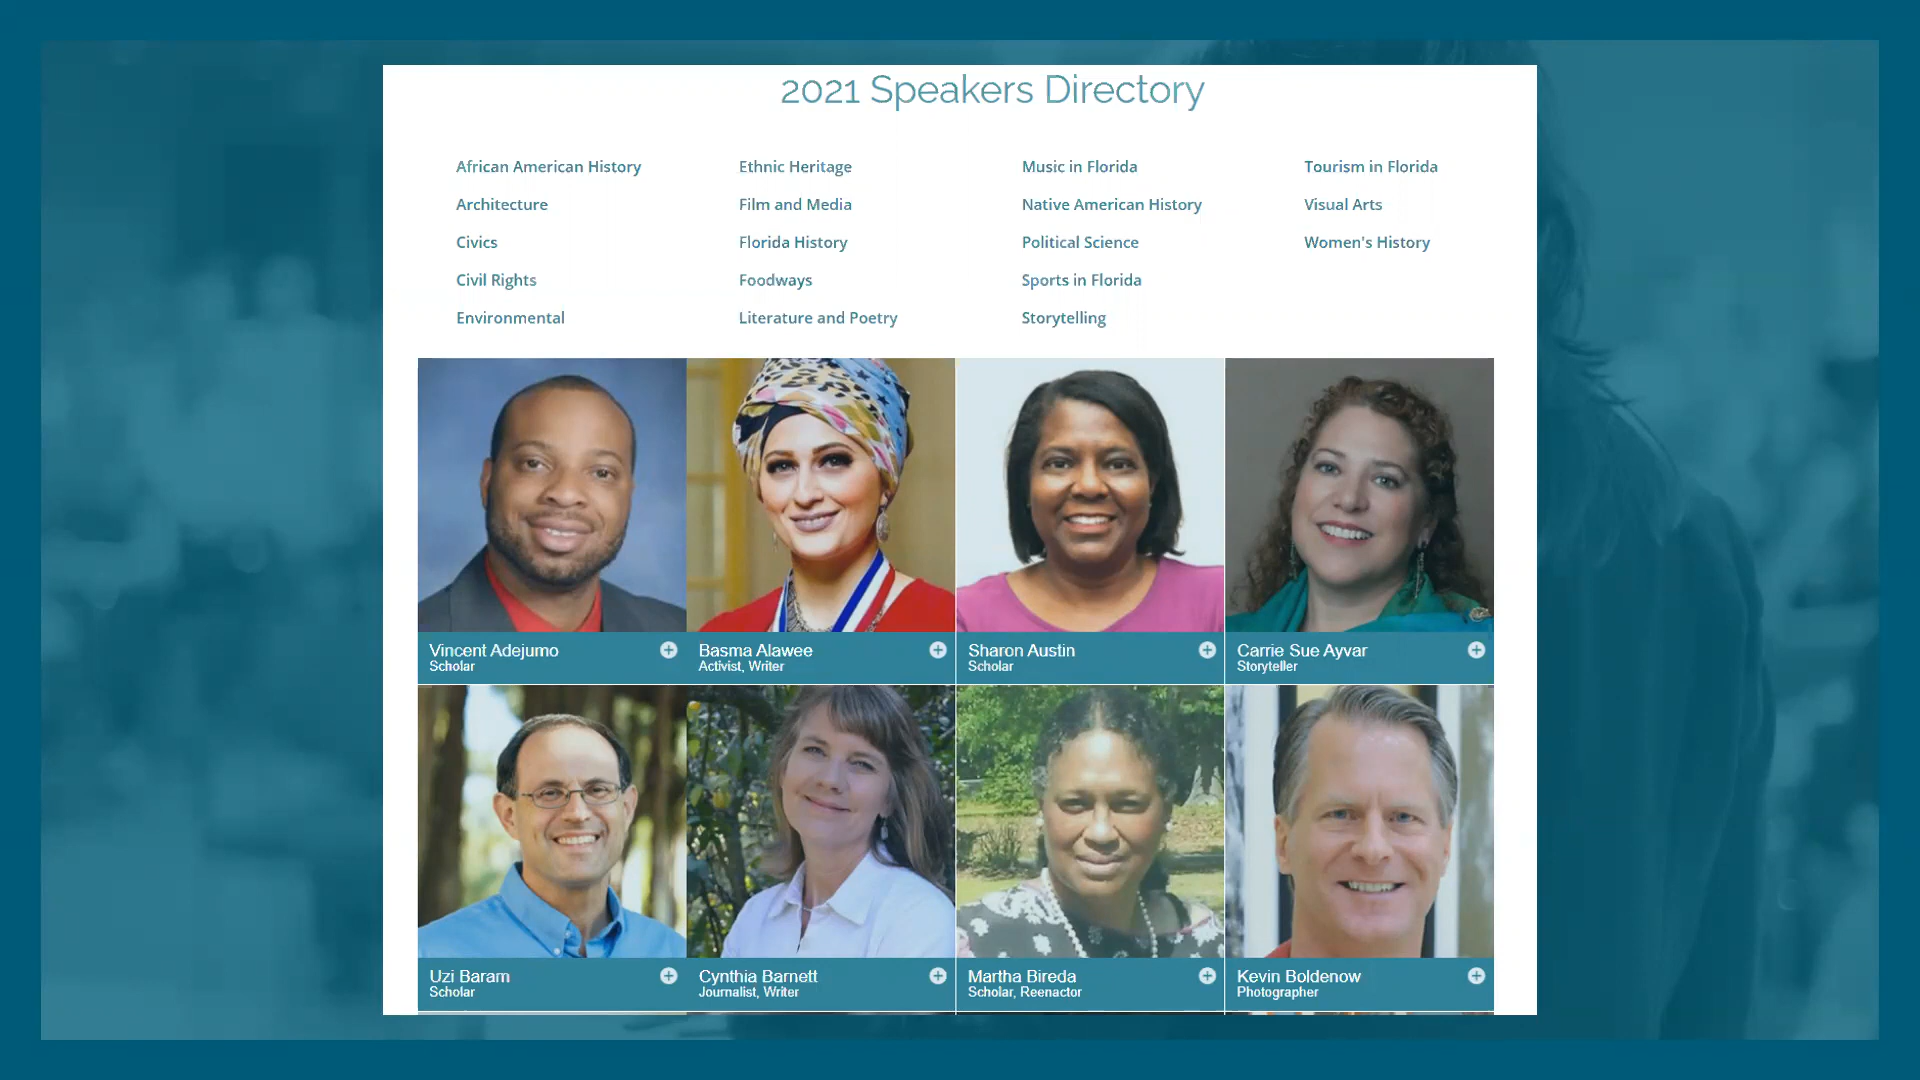 2021 Speakers Directory
African American History
Architecture
Civics
Civil Rights
Environmental
Ethnic Heritage
Film and Media
Florida History
Foodways
Literature and Poetry
Music in Florida
Native American History
Political Science
Sports in Florida
Storytelling
Tourism in Florida
Visual Arts
Women's History
Vincent Adejumo
Scholar
Basma Alawee
Activist, Writer
Sharon Austin
Scholar
Carrie Sue Ayvar
Storyteller
Uzi Baram
Scholar
Cynthia Barnett
Journalist, Writer
Martha Bireda
Scholar, Reenactor
Kevin Boldenow
Photographer